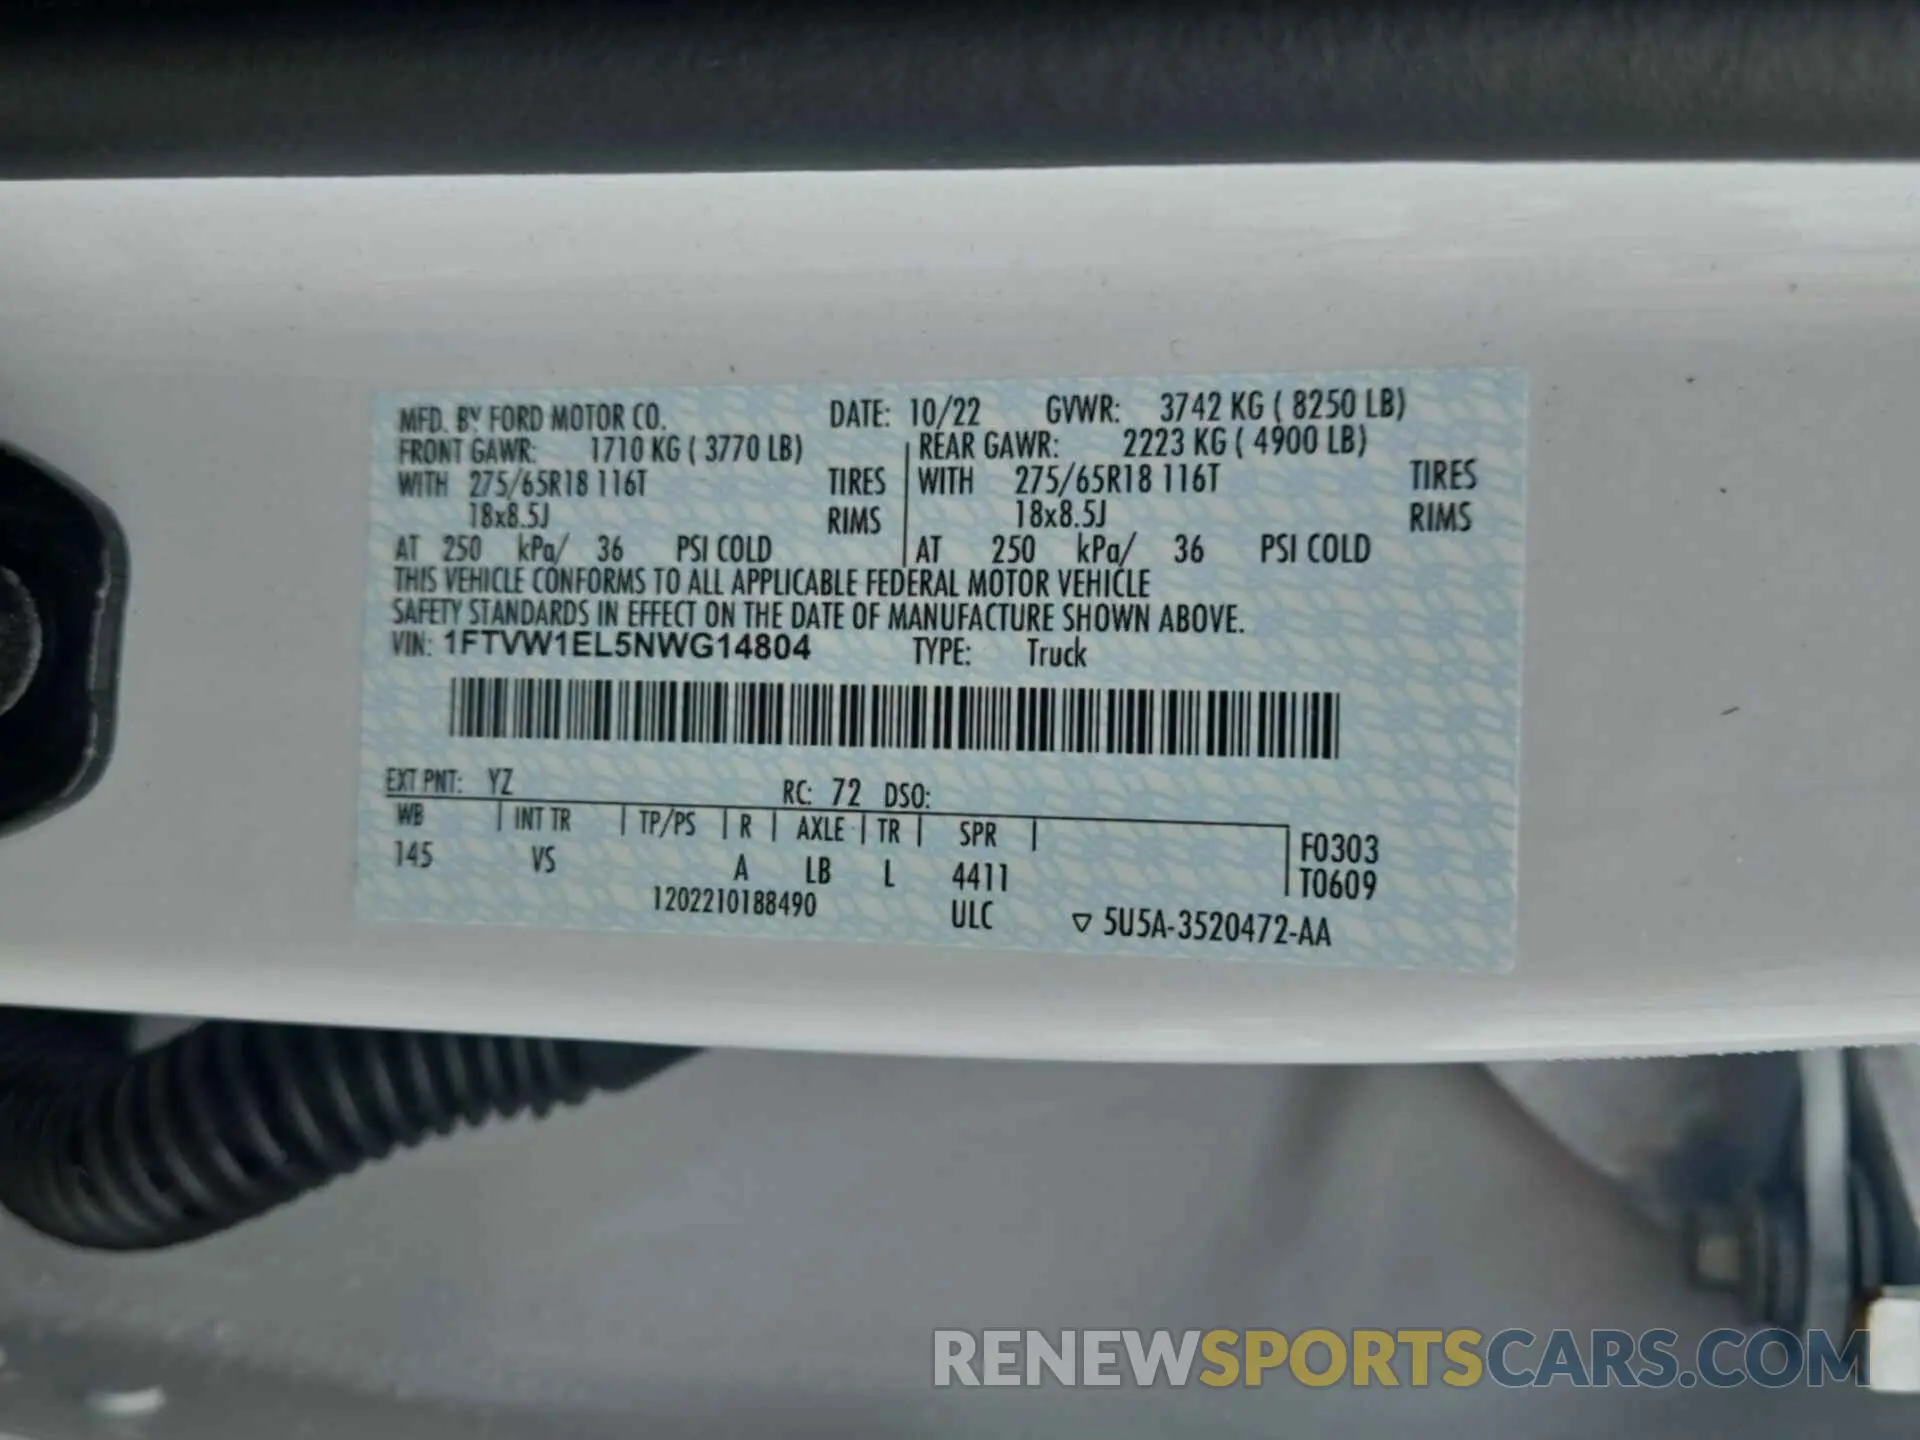 MFD. BY FORD MOTOR CO. DATE: 10/22 GVWR: 3742 KG ( 8250 LB)
FRONT GAWR: 1710 KG ( 3770 LB) REAR GAWR: 2223 KG ( 4900 LB)
WITH 275/65R18 116T TIRES WITH 275/65R18 116T TIRES
18x8.5J RIMS 18x8.5J RIMS
AT 250 kPa/ 36 PSI COLD AT 250 kPa/ 36 PSI COLD
THIS VEHICLE CONFORMS TO ALL APPLICABLE FEDERAL MOTOR VEHICLE
SAFETY STANDARDS IN EFFECT ON THE DATE OF MANUFACTURE SHOWN ABOVE.
VIN: 1FTVW1EL5NWG14804 TYPE: Truck
EXT PNT: YZ RC: 72 DSO:
WB INT TR TP/PS R AXLE TR SPR F0303
145 VS A LB L 4411 T0609
1202210188490 ULC ▽ 5U5A-3520472-AA
RENEWSPORTSCARS.COM